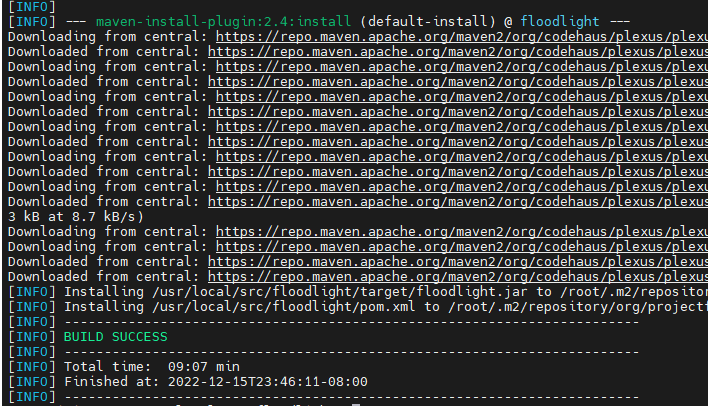 [INFO]
[INFO] --- maven-install-plugin:2.4:install (default-install) @ floodlight ---
Downloading from central: https://repo.maven.apache.org/maven2/org/codehaus/plexus/plexu
Downloaded from central: https://repo.maven.apache.org/maven2/org/codehaus/plexus/plexus
Downloading from central: https://repo.maven.apache.org/maven2/org/codehaus/plexus/plexu
Downloaded from central: https://repo.maven.apache.org/maven2/org/codehaus/plexus/plexus
Downloading from central: https://repo.maven.apache.org/maven2/org/codehaus/plexus/plexu
Downloaded from central: https://repo.maven.apache.org/maven2/org/codehaus/plexus/plexus
Downloading from central: https://repo.maven.apache.org/maven2/org/codehaus/plexus/plexu
Downloaded from central: https://repo.maven.apache.org/maven2/org/codehaus/plexus/plexus
Downloading from central: https://repo.maven.apache.org/maven2/org/codehaus/plexus/plexu
Downloading from central: https://repo.maven.apache.org/maven2/org/codehaus/plexus/plexu
Downloaded from central: https://repo.maven.apache.org/maven2/org/codehaus/plexus/plexus
Downloaded from central: https://repo.maven.apache.org/maven2/org/codehaus/plexus/plexus
3 kB at 8.7 kB/s)
Downloading from central: https://repo.maven.apache.org/maven2/org/codehaus/plexus/plexu
Downloading from central: https://repo.maven.apache.org/maven2/org/codehaus/plexus/plexu
Downloaded from central: https://repo.maven.apache.org/maven2/org/codehaus/plexus/plexus
Downloaded from central: https://repo.maven.apache.org/maven2/org/codehaus/plexus/plexus
[INFO] Installing /usr/local/src/floodlight/target/floodlight.jar to /root/.m2/repositor
[INFO] Installing /usr/local/src/floodlight/pom.xml to /root/.m2/repository/org/projectf
[INFO] ------------------------------------------------------------------------
[INFO] BUILD SUCCESS
[INFO] ------------------------------------------------------------------------
[INFO] Total time:  09:07 min
[INFO] Finished at: 2022-12-15T23:46:11-08:00
[INFO] ------------------------------------------------------------------------